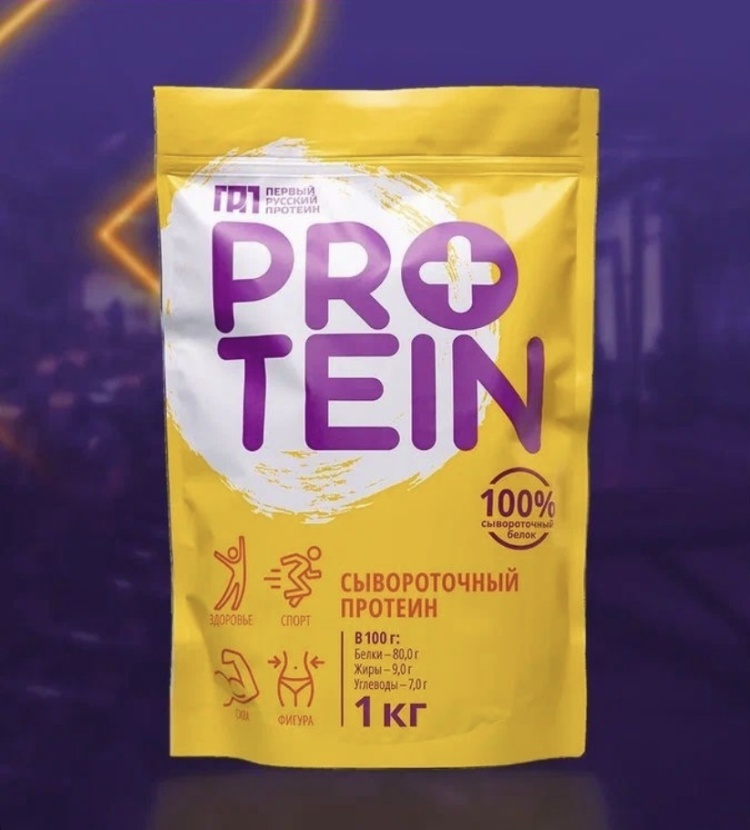 ГРП ПЕРВЫЙ
РУССКИЙ
ПРОТЕИН
PRO
TEIN
100%
сывороточный
белок
ЗДОРОВЬЕ
СПОРТ
СЫВОРОТОЧНЫЙ
ПРОТЕИН
В 100 г:
Белки – 80,0 г
Жиры – 9,0 г
Углеводы – 7,0 г
СИЛА
ФИГУРА
1 кг